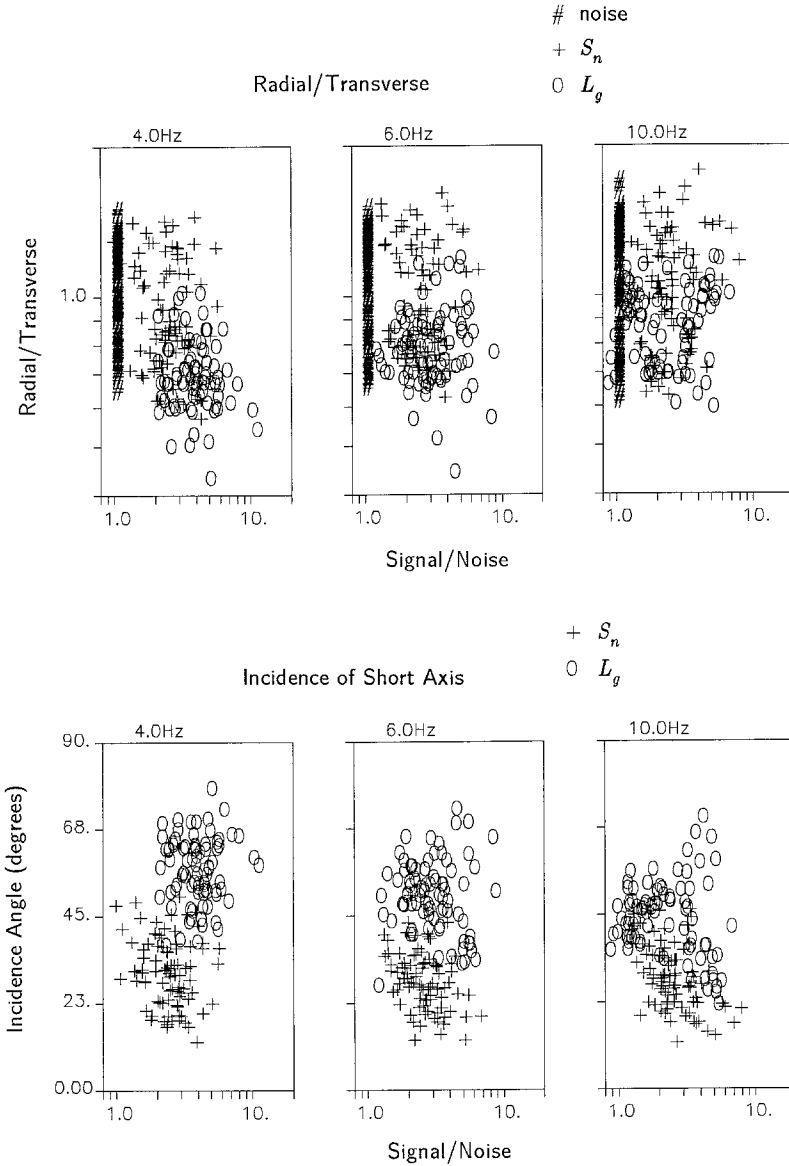 # noise
+ Sn
O Lg
Radial/Transverse
4.0Hz
6.0Hz
10.0Hz
Radial/Transverse
1.0
1.0 10.
1.0 10.
1.0 10.
Signal/Noise
+ Sn
O Lg
Incidence of Short Axis
4.0Hz
6.0Hz
10.0Hz
Incidence Angle (degrees)
90.
68.
45.
23.
0.00
1.0 10.
1.0 10.
1.0 10.
Signal/Noise